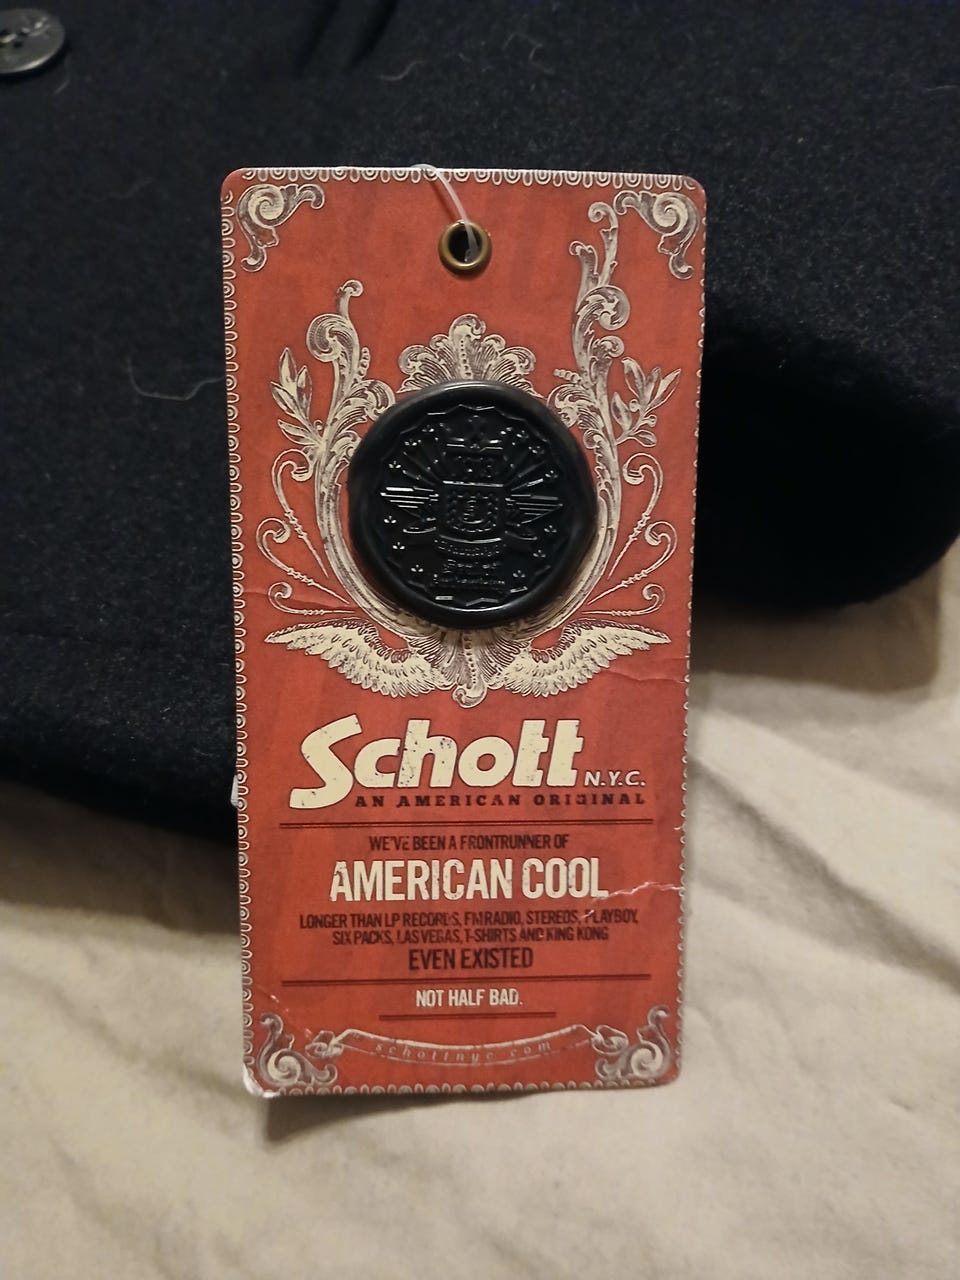 Schott N.Y.C.
AN AMERICAN ORIGINAL
WE'VE BEEN A FRONTRUNNER OF
AMERICAN COOL
LONGER THAN LP RECORDS, FM RADIO, STEREOS, PLAYBOY,
SIX PACKS, LAS VEGAS, T-SHIRTS AND KING KONG
EVEN EXISTED
NOT HALF BAD.
schottnyc.com